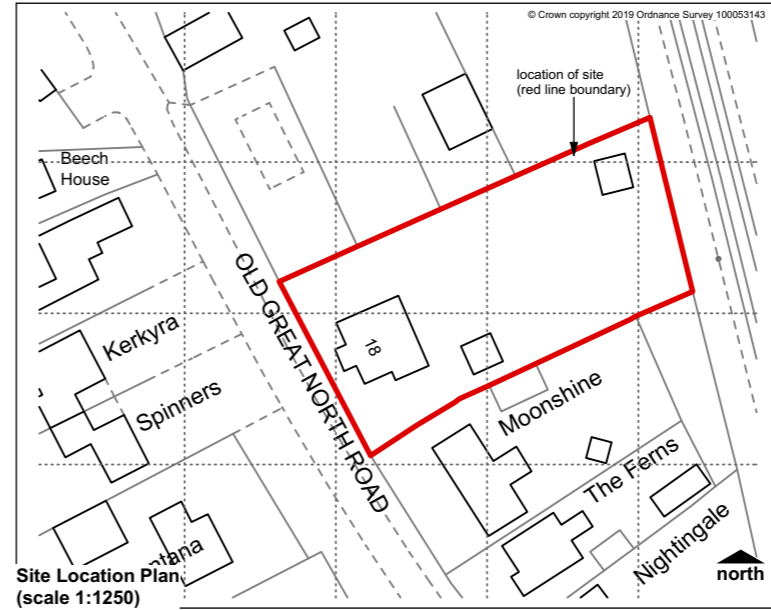 © Crown copyright 2019 Ordnance Survey 100053143
location of site
(red line boundary)
Beech
House
OLD GREAT NORTH ROAD
Kerkyra
18
Spinners
Moonshine
The Ferns
Nightingale
ntana
Site Location Plan
(scale 1:1250)
north